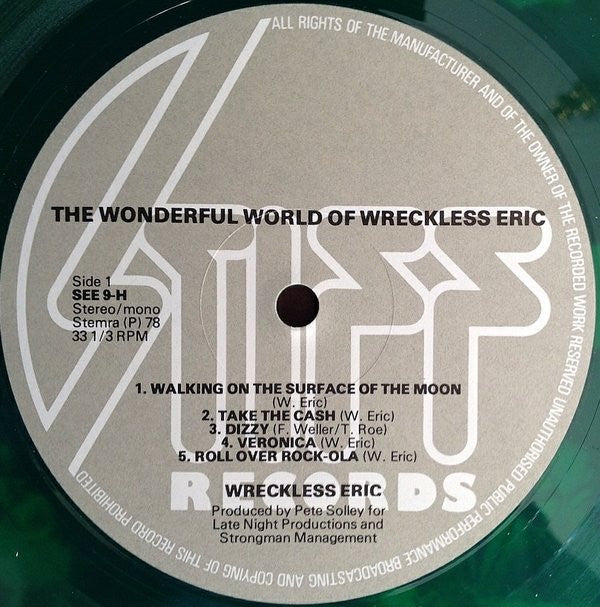 ALL RIGHTS OF THE MANUFACTURER AND OF THE OWNER OF THE RECORDED WORK RESERVED UNAUTHORISED PUBLIC PERFORMANCE BROADCASTING AND COPYING OF THIS RECORD PROHIBITED
STIFF
THE WONDERFUL WORLD OF WRECKLESS ERIC
Side 1
SEE 9-H
Stereo/mono
Stemra (P) 78
33 1/3 RPM
1. WALKING ON THE SURFACE OF THE MOON
(W. Eric)
2. TAKE THE CASH (W. Eric)
3. DIZZY (F. Weller/T. Roe)
4. VERONICA (W. Eric)
5. ROLL OVER ROCK-OLA (W. Eric)
RECORDS
WRECKLESS ERIC
Produced by Pete Solley for
Late Night Productions and
Strongman Management